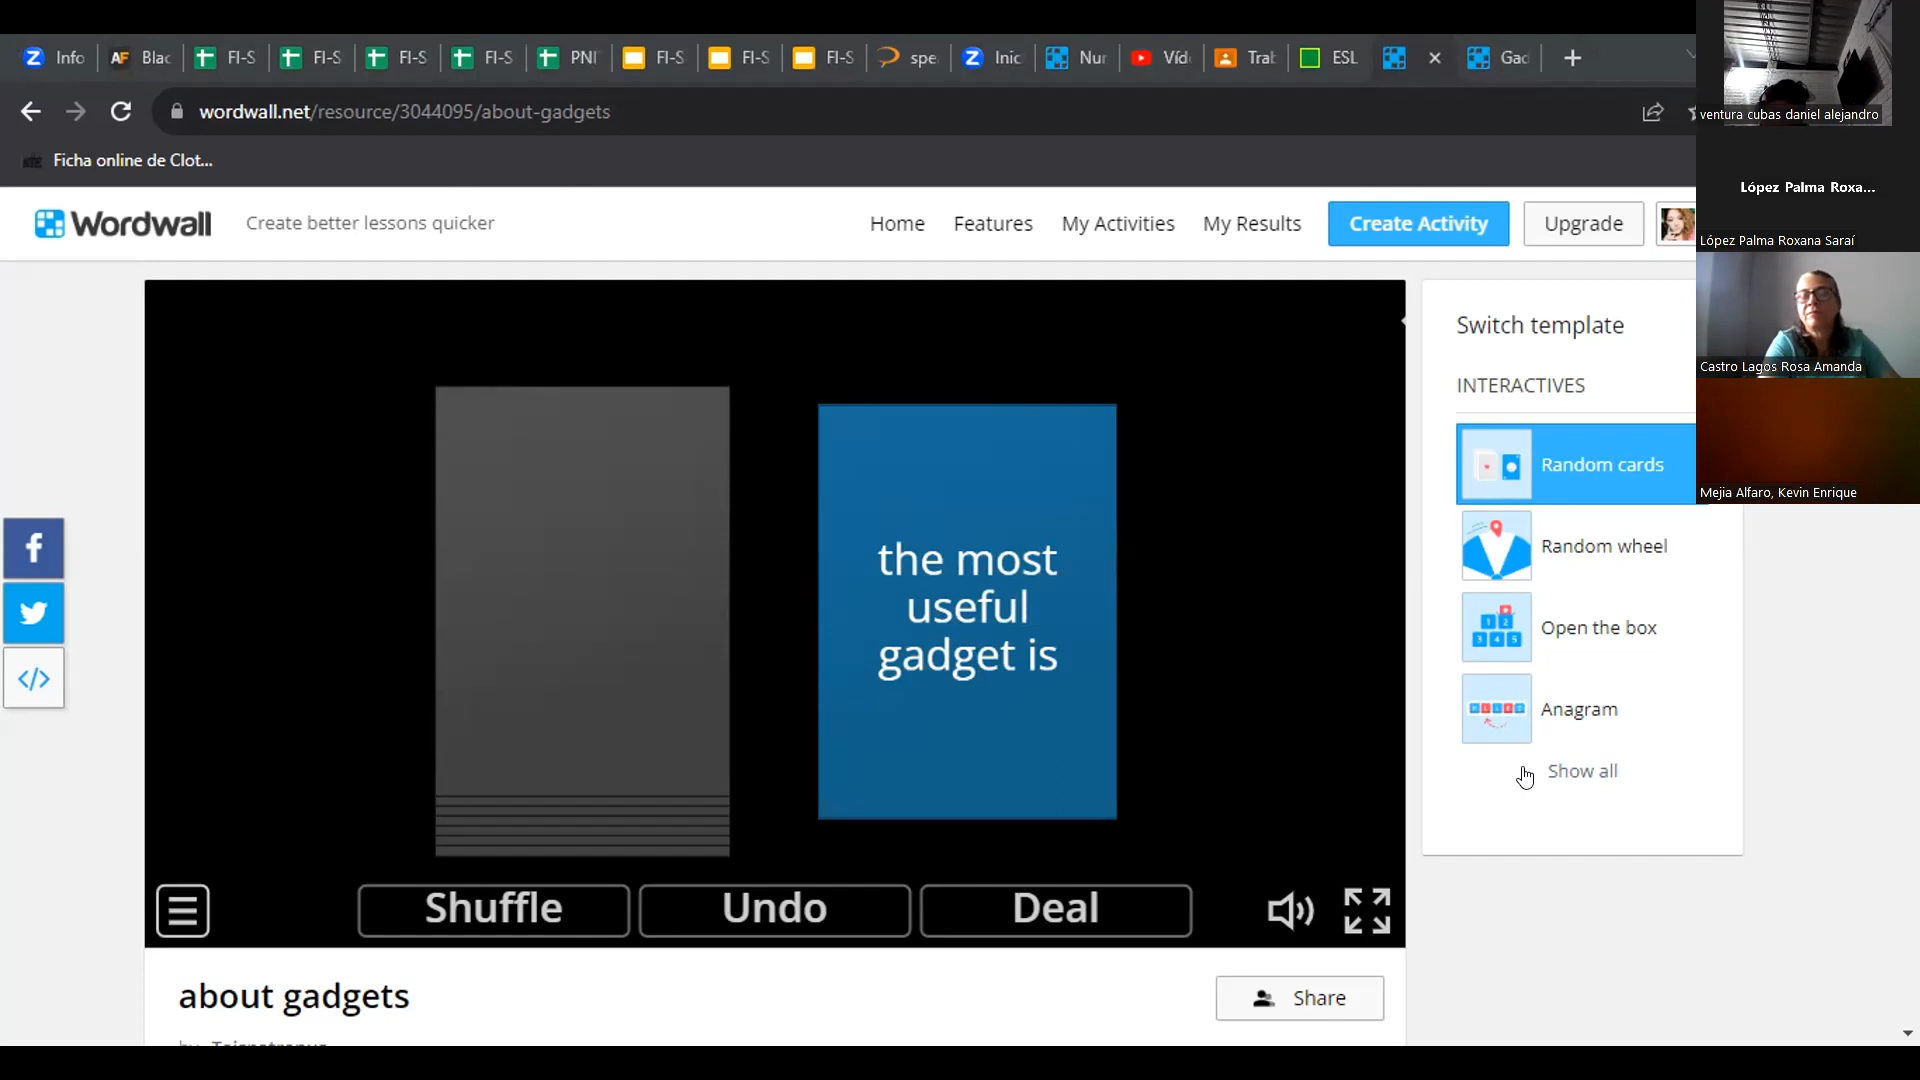 Info
Blac
FI-S
FI-S
FI-S
FI-S
PNI
FI-S
FI-S
FI-S
spe
Inic
Nur
Víd
Trab
ESL
Gad
wordwall.net/resource/3044095/about-gadgets
Ficha online de Clot...
Wordwall
Create better lessons quicker
Home
Features
My Activities
My Results
Create Activity
Upgrade
ventura cubas daniel alejandro
López Palma Roxa...
López Palma Roxana Saraí
Castro Lagos Rosa Amanda
Mejia Alfaro, Kevin Enrique
the most
useful
gadget is
Switch template
INTERACTIVES
Random cards
Random wheel
Open the box
Anagram
Show all
Shuffle
Undo
Deal
about gadgets
Share